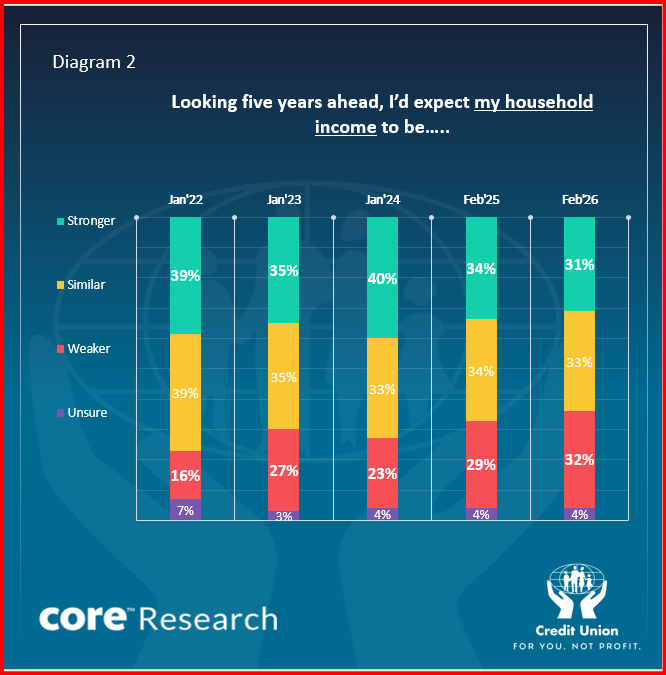 Diagram 2
Looking five years ahead, I'd expect my household
income to be…..
Jan'22 Jan'23 Jan'24 Feb'25 Feb'26
Stronger
Similar
Weaker
Unsure
39% 35% 40% 34% 31%
39% 35% 33% 34% 33%
16% 27% 23% 29% 32%
7% 3% 4% 4% 4%
core™ Research
Credit Union
FOR YOU. NOT PROFIT.